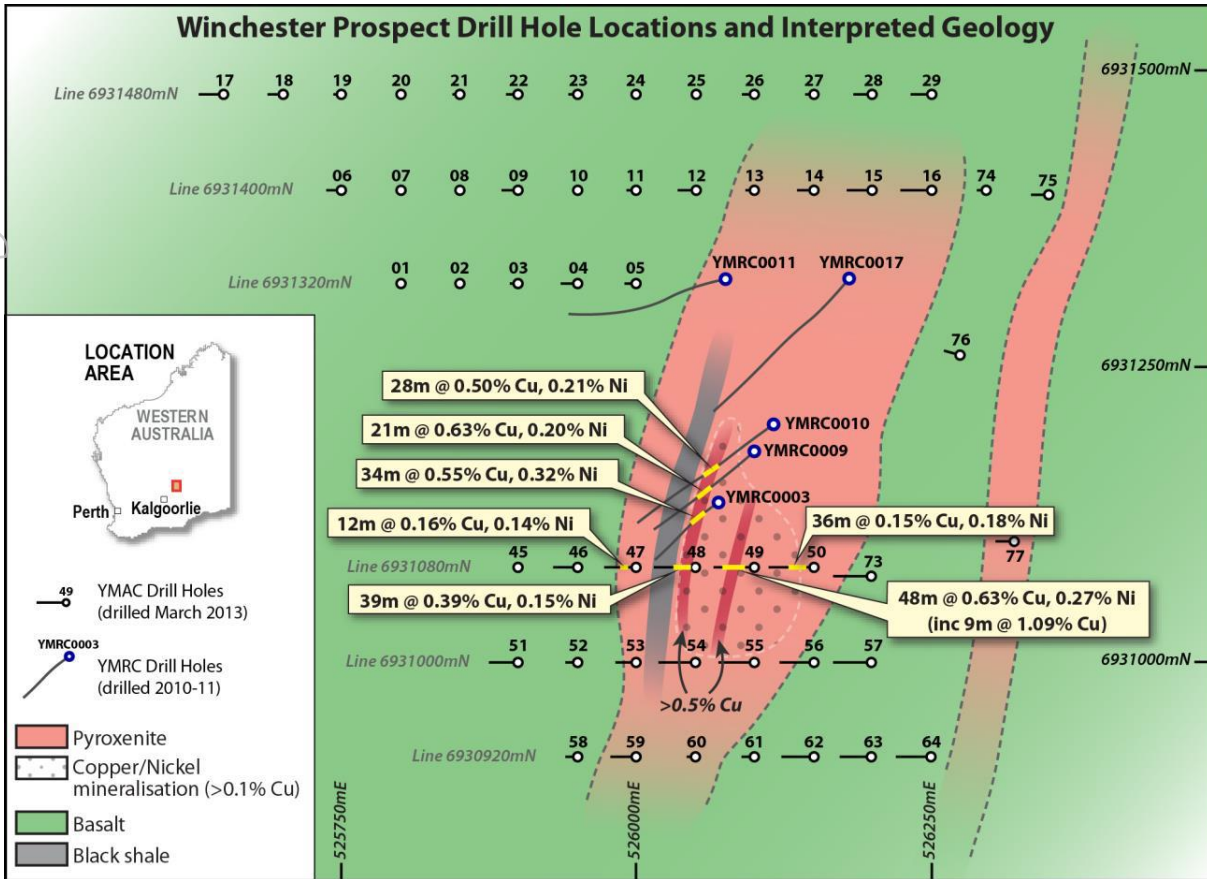 Winchester Prospect Drill Hole Locations and Interpreted Geology
6931500mN
Line 6931480mN
17 18 19 20 21 22 23 24 25 26 27 28 29
Line 6931400mN
06 07 08 09 10 11 12 13 14 15 16 74 75
Line 6931320mN
01 02 03 04 05
YMRC0011
YMRC0017
76
6931250mN
28m @ 0.50% Cu, 0.21% Ni
21m @ 0.63% Cu, 0.20% Ni
34m @ 0.55% Cu, 0.32% Ni
YMRC0010
YMRC0009
YMRC0003
12m @ 0.16% Cu, 0.14% Ni
36m @ 0.15% Cu, 0.18% Ni
Line 6931080mN
45 46 47 48 49 50 73 77
39m @ 0.39% Cu, 0.15% Ni
48m @ 0.63% Cu, 0.27% Ni
(inc 9m @ 1.09% Cu)
Line 6931000mN
51 52 53 54 55 56 57
6931000mN
>0.5% Cu
Line 6930920mN
58 59 60 61 62 63 64
525750mE
526000mE
526250mE
LOCATION
AREA
WESTERN
AUSTRALIA
Perth
Kalgoorlie
49
YMAC Drill Holes
(drilled March 2013)
YMRC0003
YMRC Drill Holes
(drilled 2010-11)
Pyroxenite
Copper/Nickel
mineralisation (>0.1% Cu)
Basalt
Black shale